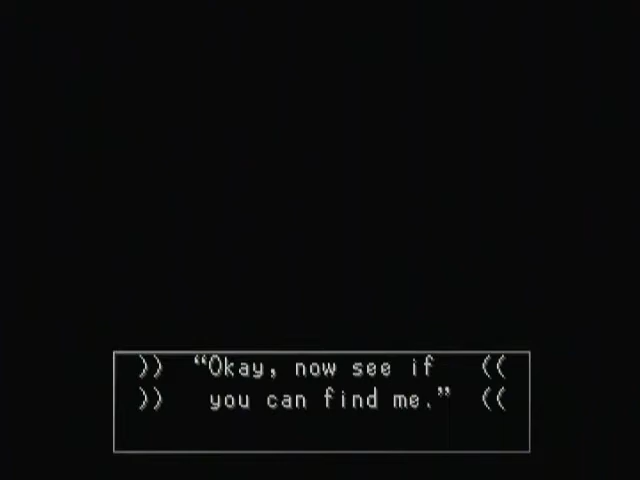 )) “Okay, now see if ((
)) you can find me.” ((